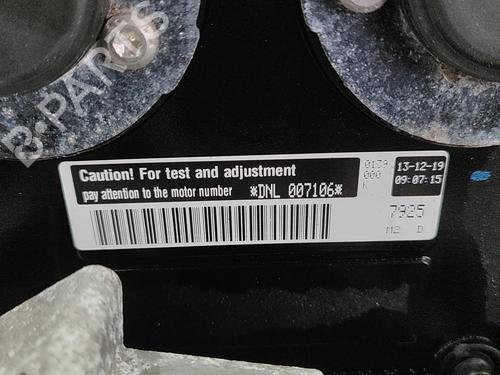 B-PARTS
Caution! For test and adjustment
pay attention to the motor number *DNL 007106*
0139
000
K
13-12-19
09:07:15
7925
M2 D